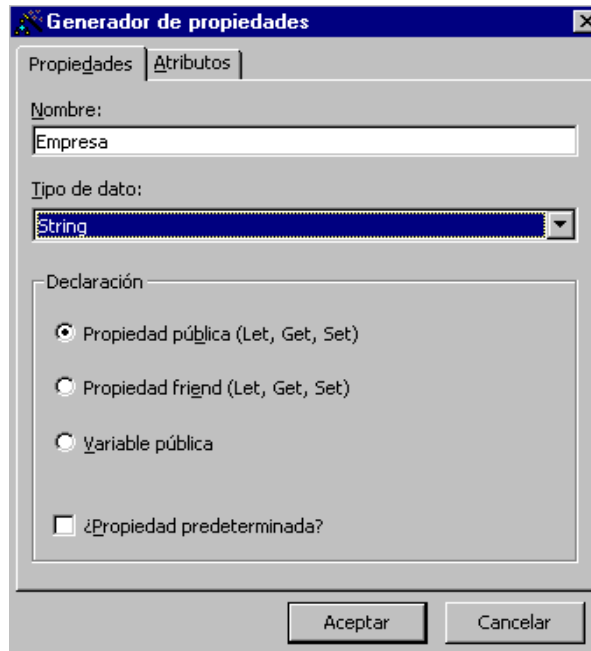 Generador de propiedades
Propiedades Atributos
Nombre:
Empresa
Tipo de dato:
String
Declaración
Propiedad pública (Let, Get, Set)
Propiedad friend (Let, Get, Set)
Variable pública
¿Propiedad predeterminada?
Aceptar Cancelar